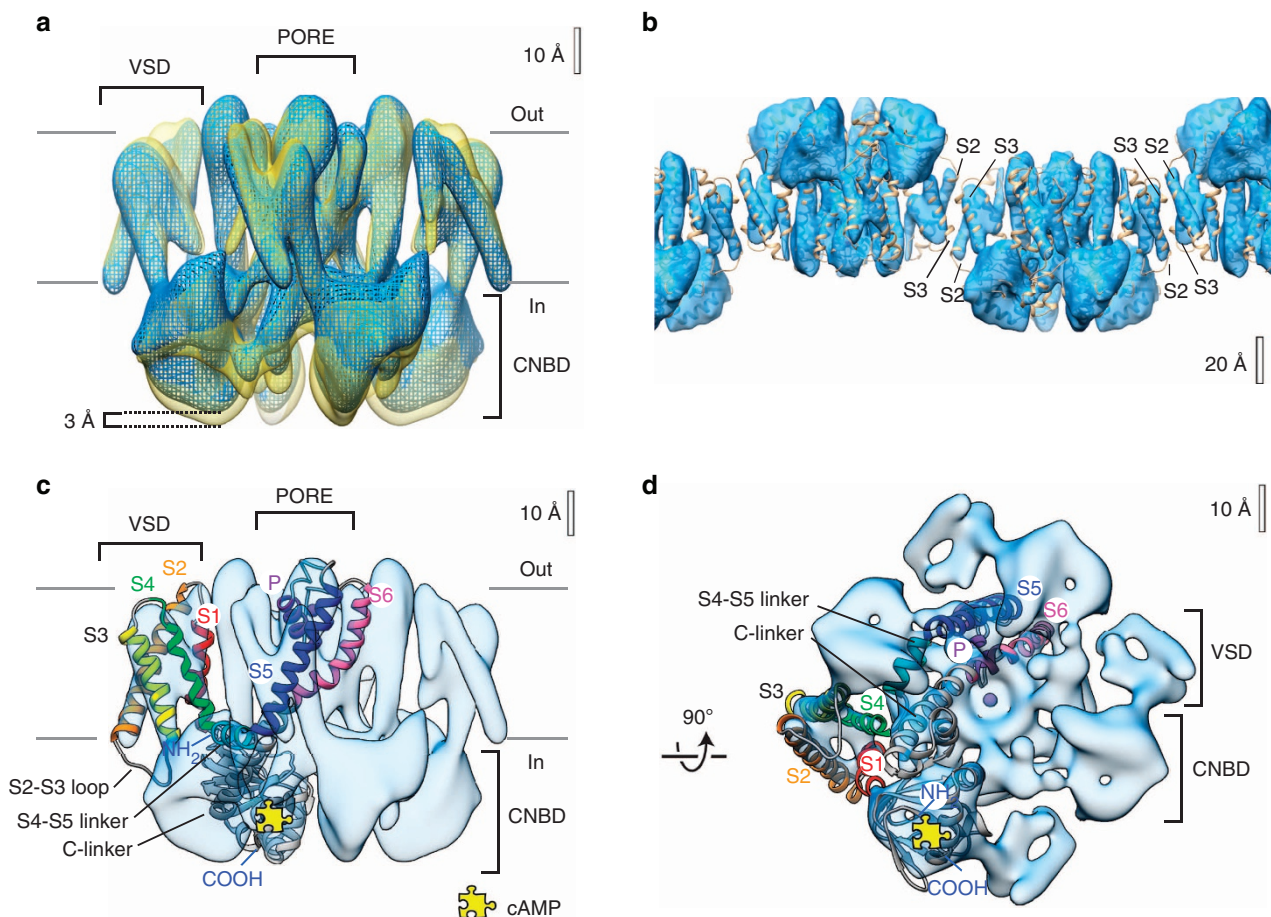 a
PORE
VSD
10 Å
Out
In
CNBD
3 Å
b
S2
S3
S3
S2
S3
S2
S2
S3
20 Å
c
PORE
VSD
10 Å
S2
S4
P
S6
Out
S1
S3
S5
NH2
In
S2–S3 loop
S4–S5 linker
C-linker
CNBD
COOH
cAMP
d
10 Å
S5
S4–S5 linker
S6
C-linker
P
VSD
S3
S4
90°
S1
S2
CNBD
NH
COOH